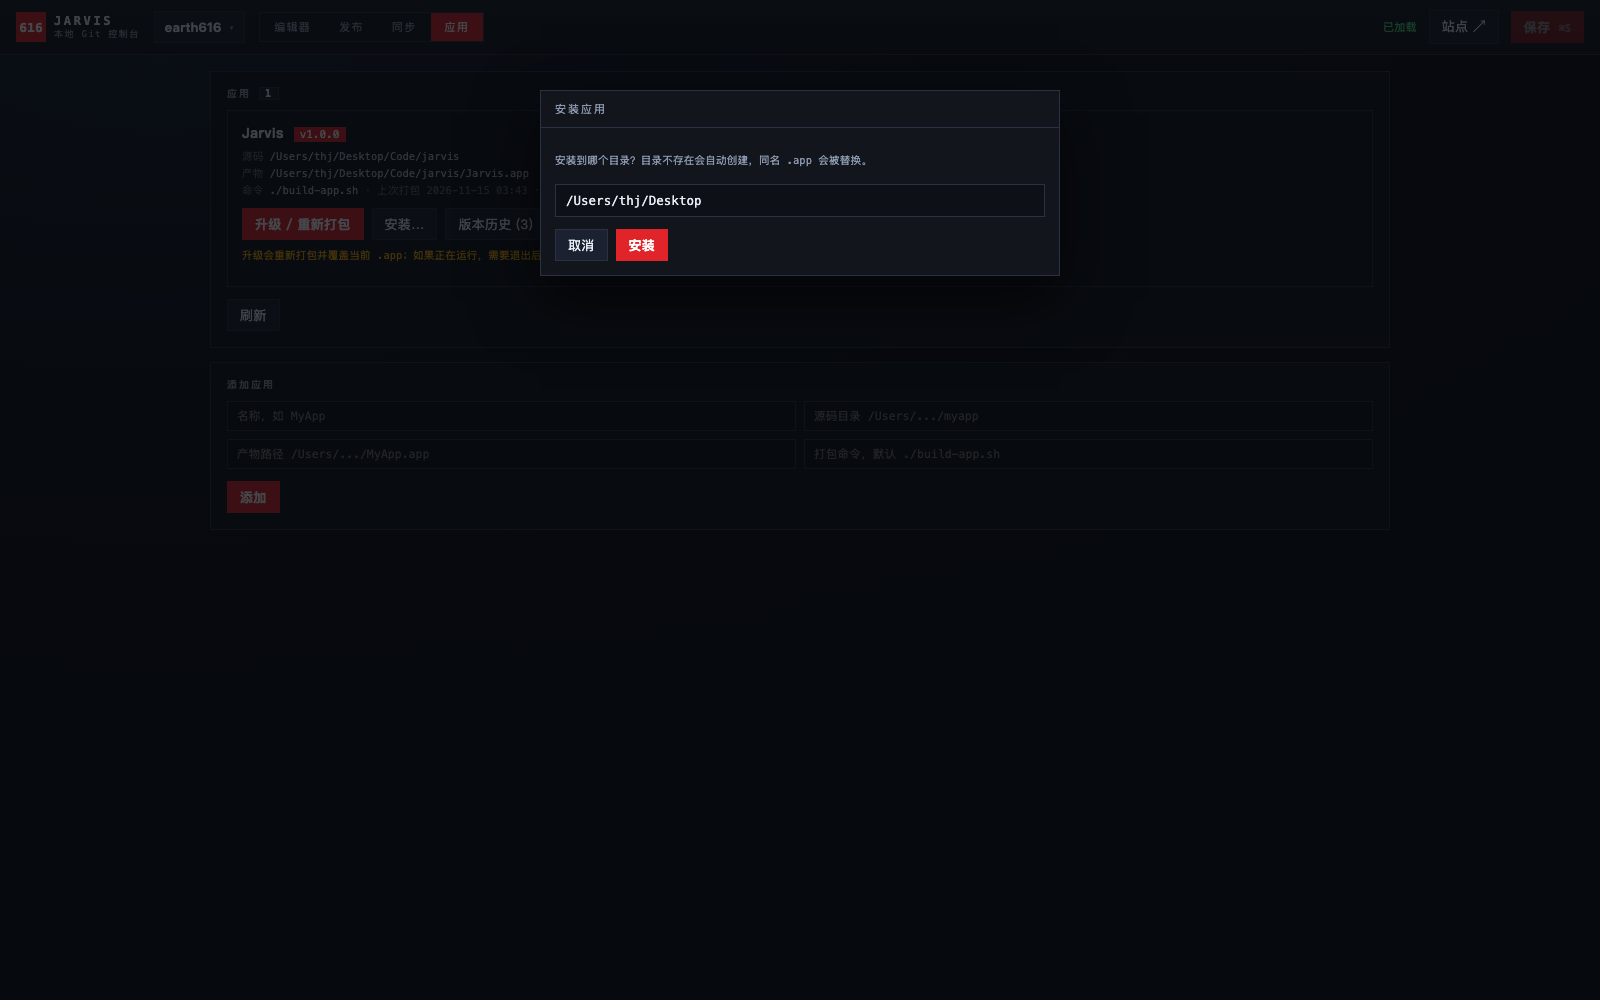 616 JARVIS 本地 Git 控制台 earth616 编辑器 发布 同步 应用 已加载 站点 ↗ 保存 ⌘S
应用 1
安装应用
Jarvis v1.0.0
源码 /Users/thj/Desktop/Code/jarvis
产物 /Users/thj/Desktop/Code/jarvis/Jarvis.app
命令 ./build-app.sh · 上次打包 2026-11-15 03:43
升级 / 重新打包 安装... 版本历史 (3)
升级会重新打包并覆盖当前 .app；如果正在运行，需要退出后
安装到哪个目录？目录不存在会自动创建，同名 .app 会被替换。
/Users/thj/Desktop
取消 安装
刷新
添加应用
名称，如 MyApp 源码目录 /Users/.../myapp
产物路径 /Users/.../MyApp.app 打包命令，默认 ./build-app.sh
添加